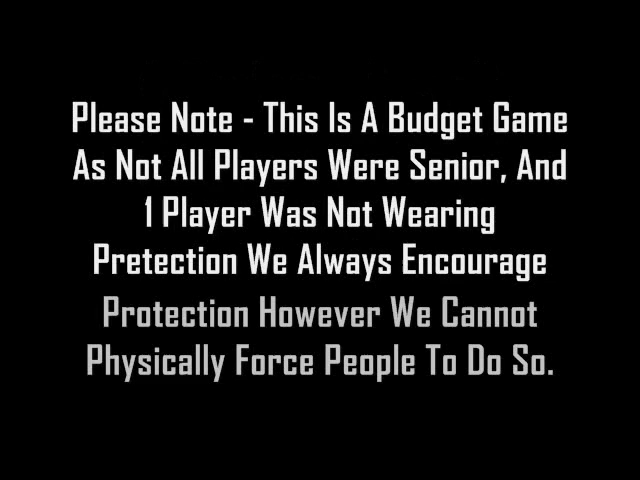 Please Note - This Is A Budget Game
As Not All Players Were Senior, And
1 Player Was Not Wearing
Pretection We Always Encourage
Protection However We Cannot
Physically Force People To Do So.